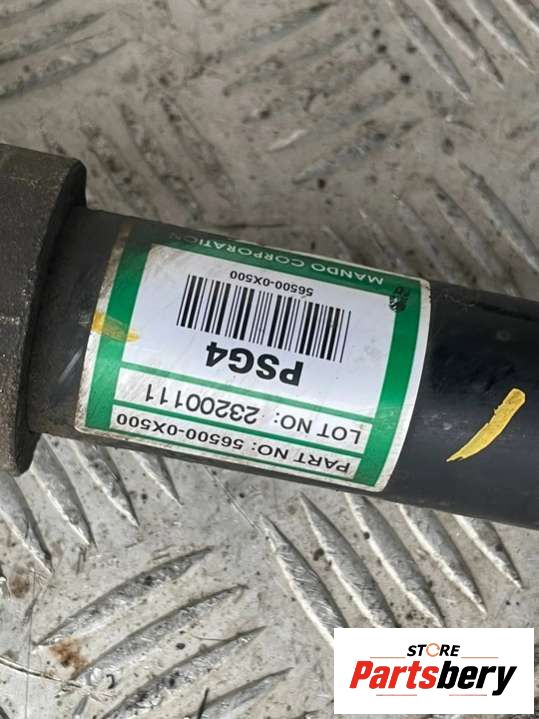 PART NO: 56500-0X500
LOT NO: 23200111
PSG4
56500-0X500
MANDO CORPORATION
STORE
Partsbery